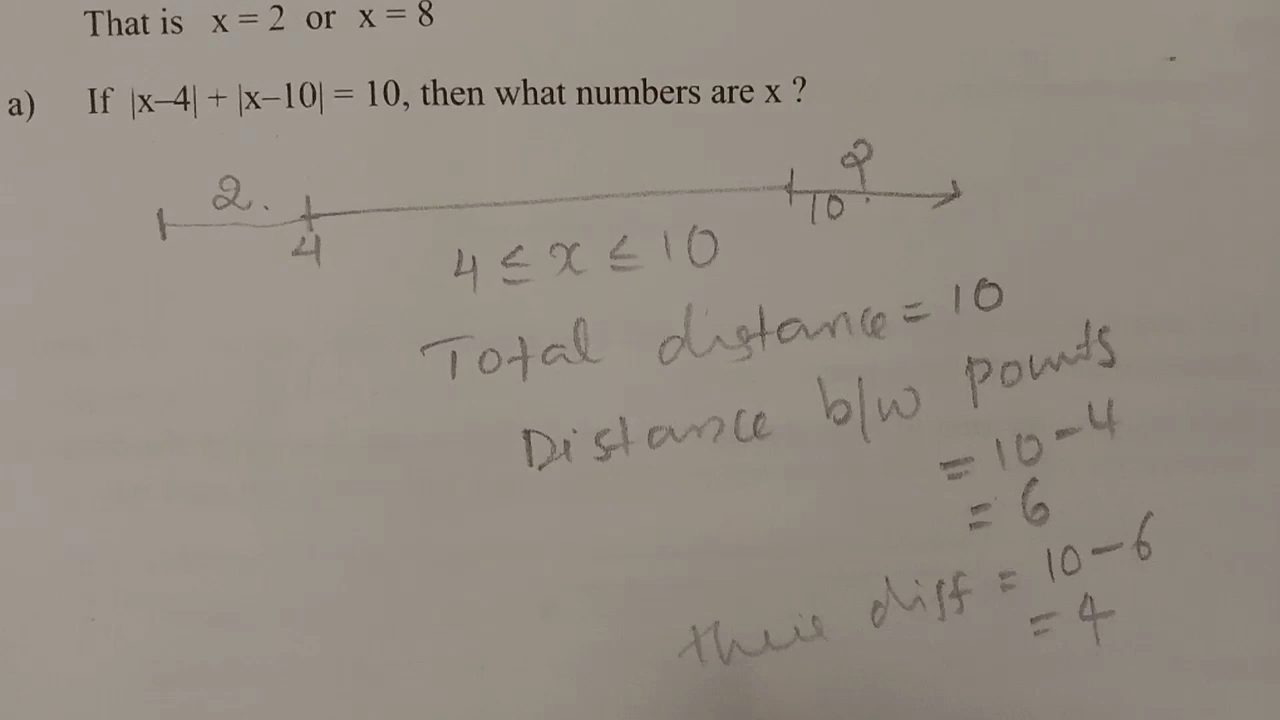 That is x = 2 or x = 8
a) If |x–4| + |x–10| = 10, then what numbers are x ?
2.
4
10
4 ≤ x ≤ 10
Total distance = 10
Distance b/w points
= 10 - 4
= 6
diff = 10 - 6
= 4